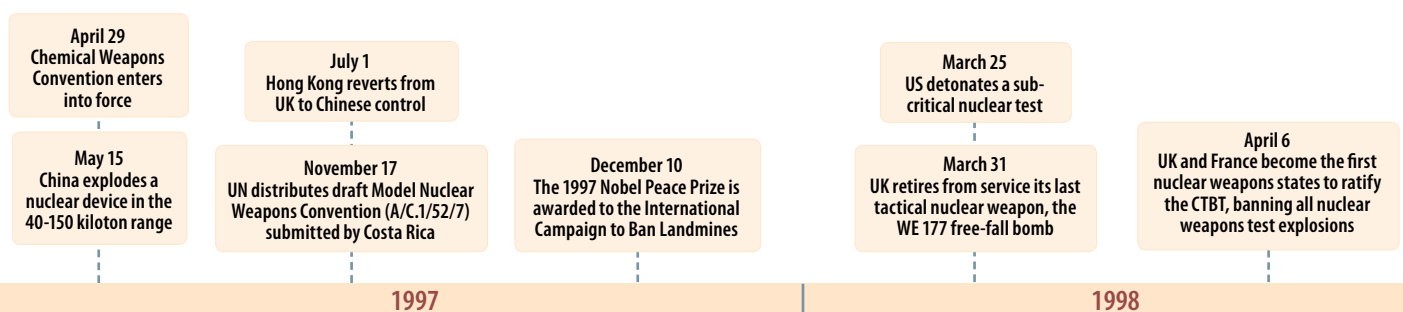 April 29
Chemical Weapons
Convention enters
into force
May 15
China explodes a
nuclear device in the
40-150 kiloton range
July 1
Hong Kong reverts from
UK to Chinese control
November 17
UN distributes draft Model Nuclear
Weapons Convention (A/C.1/52/7)
submitted by Costa Rica
December 10
The 1997 Nobel Peace Prize is
awarded to the International
Campaign to Ban Landmines
March 25
US detonates a sub-
critical nuclear test
March 31
UK retires from service its last
tactical nuclear weapon, the
WE 177 free-fall bomb
April 6
UK and France become the first
nuclear weapons states to ratify
the CTBT, banning all nuclear
weapons test explosions
1997
1998